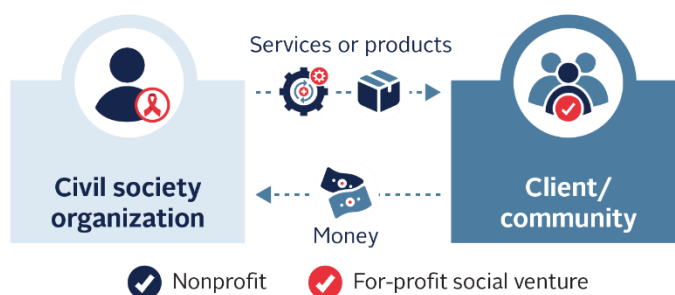 Services or products
Civil society
organization
Client/
community
Money
Nonprofit
For-profit social venture